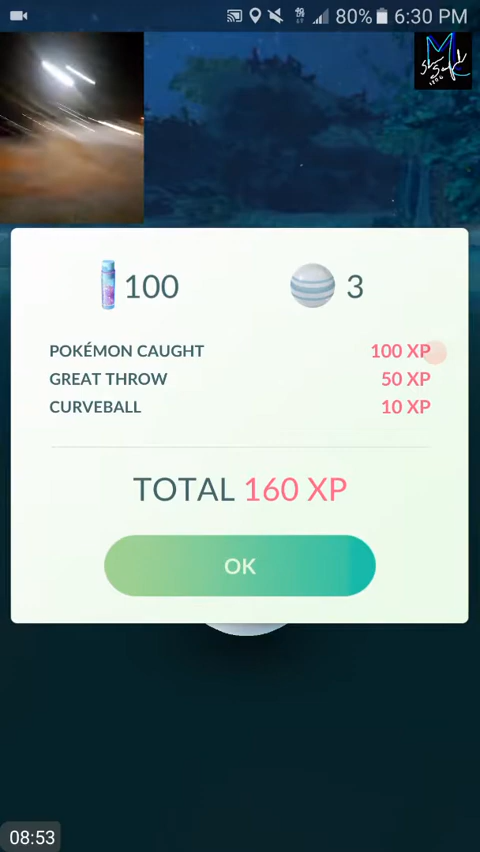 80% 6:30 PM
100 3
POKÉMON CAUGHT 100 XP
GREAT THROW 50 XP
CURVEBALL 10 XP
TOTAL 160 XP
OK
08:53